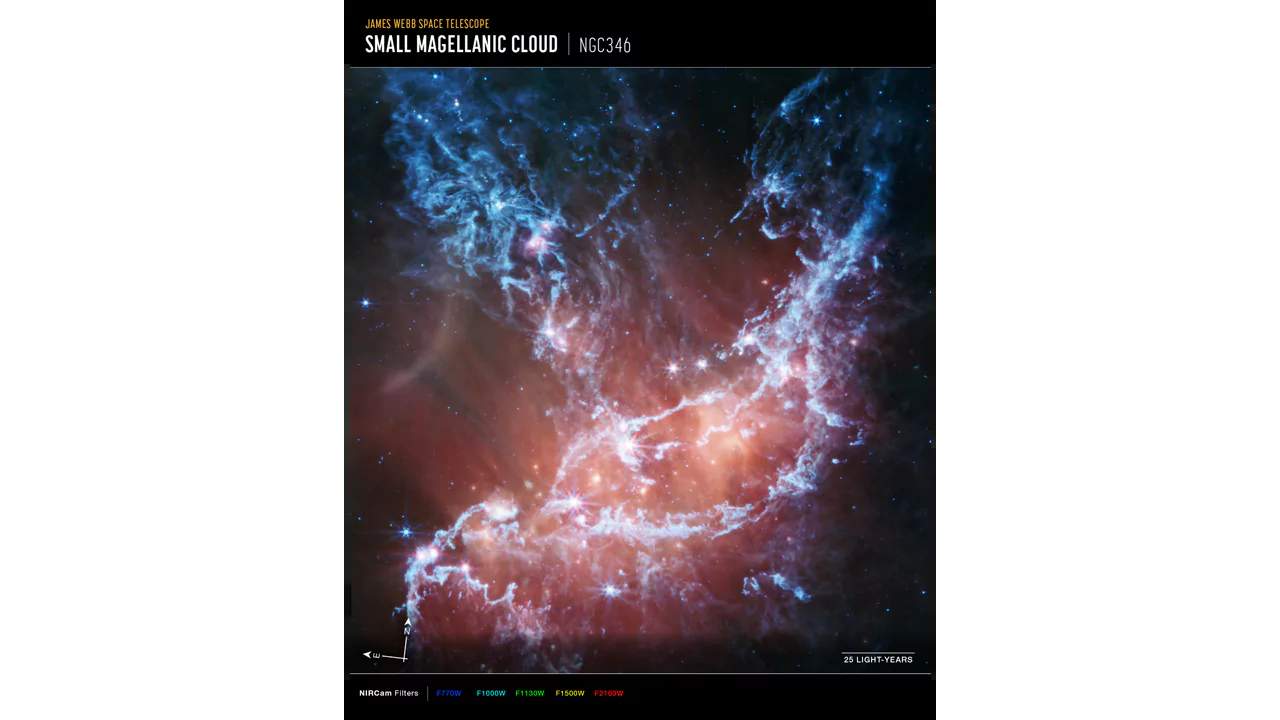 JAMES WEBB SPACE TELESCOPE
SMALL MAGELLANIC CLOUD | NGC346
N
E
25 LIGHT-YEARS
NIRCam Filters | F770W F1000W F1130W F1500W F2100W